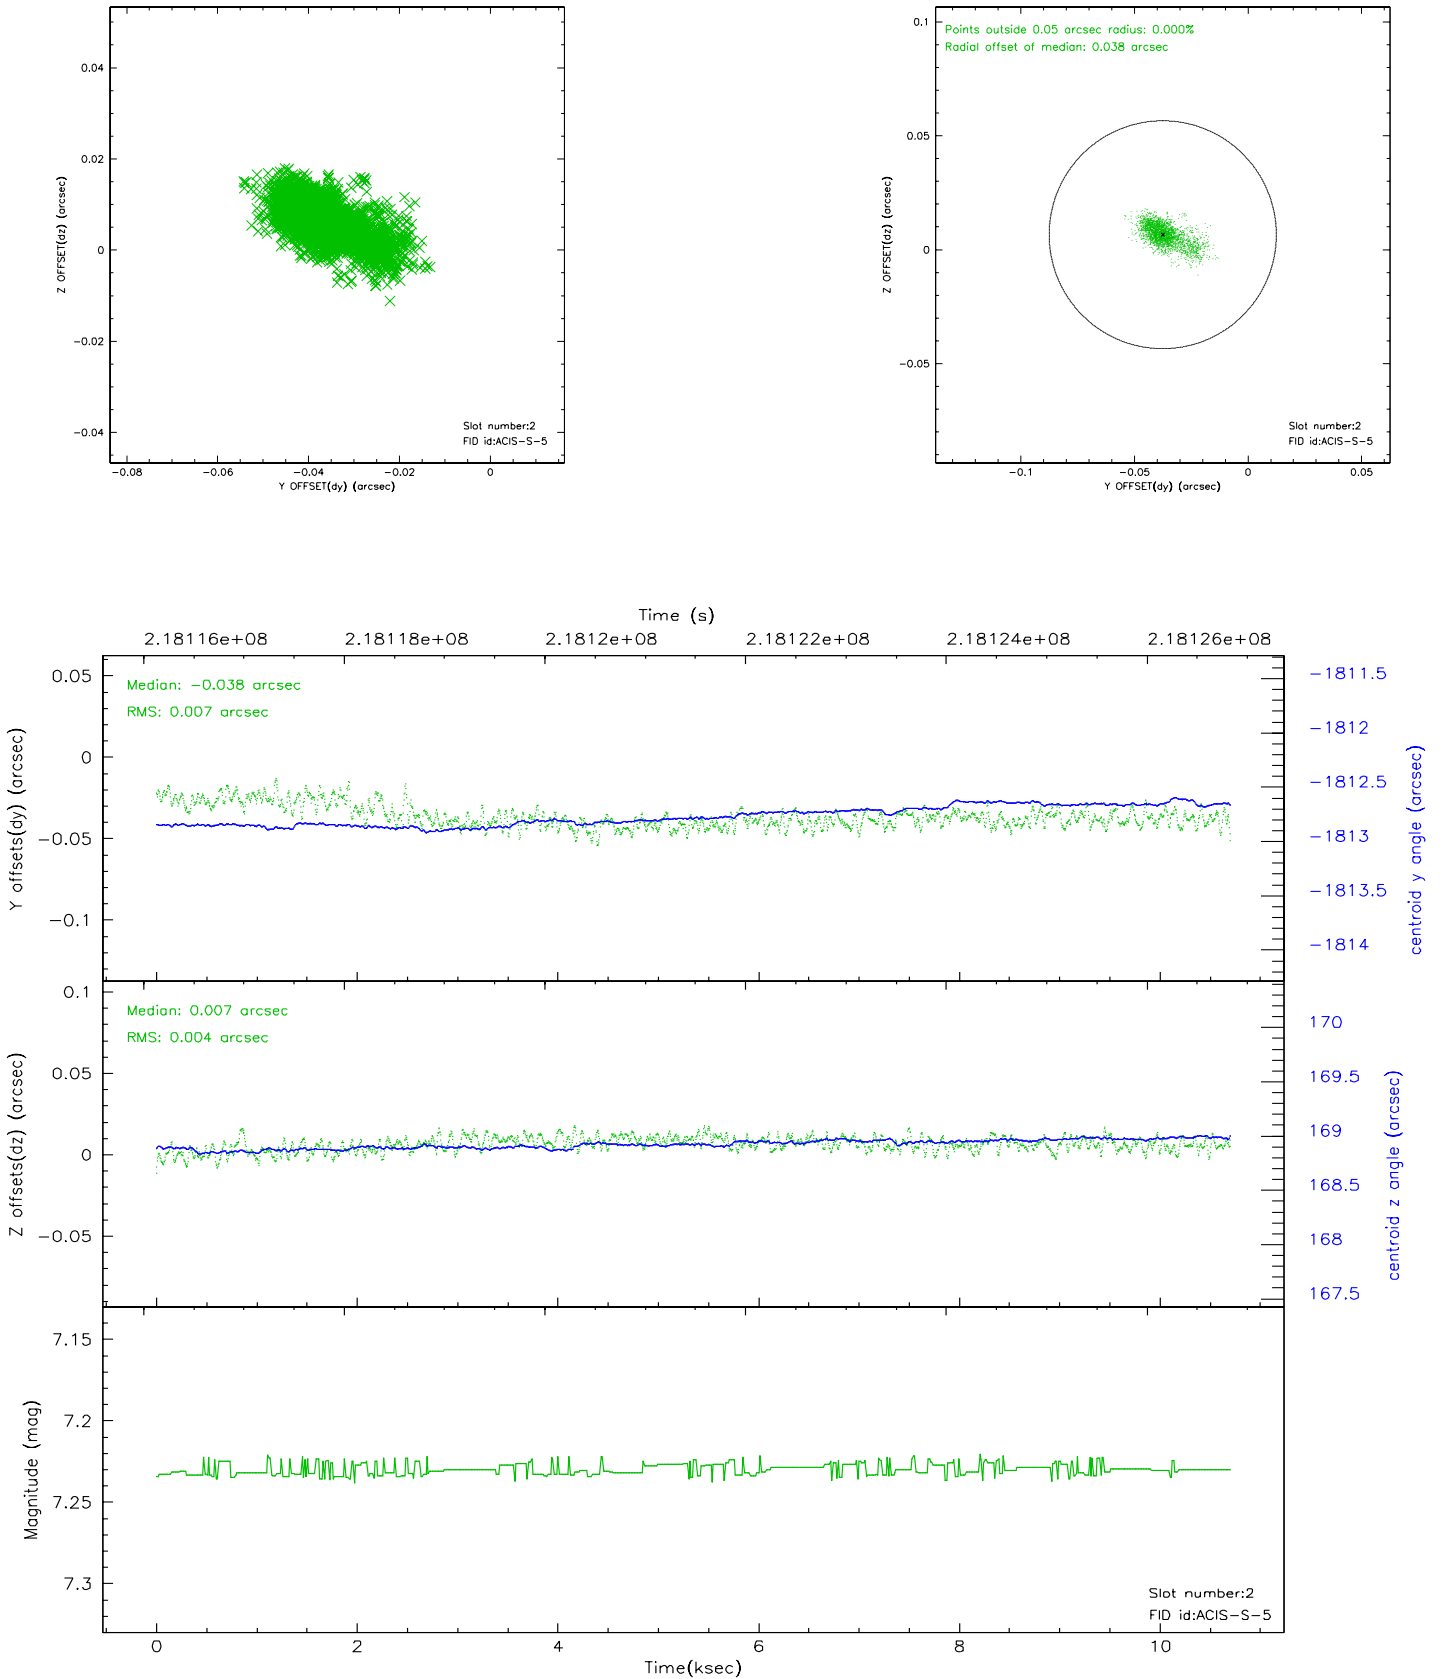 0.04
0.02
0
−0.02
−0.04
Z OFFSET(dz) (arcsec)
Slot number:2
FID id:ACIS−S−5
−0.08
−0.06
−0.04
−0.02
0
Y OFFSET(dy) (arcsec)
Points outside 0.05 arcsec radius: 0.000%
Radial offset of median: 0.038 arcsec
0.1
0.05
0
−0.05
Z OFFSET(dz) (arcsec)
Slot number:2
FID id:ACIS−S−5
−0.1
−0.05
0
0.05
Y OFFSET(dy) (arcsec)
Time (s)
2.18116e+08
2.18118e+08
2.1812e+08
2.18122e+08
2.18124e+08
2.18126e+08
Median: −0.038 arcsec
RMS: 0.007 arcsec
0.05
0
−0.05
−0.1
Y offsets(dy) (arcsec)
−1811.5
−1812
−1812.5
−1813
−1813.5
−1814
centroid y angle (arcsec)
Median: 0.007 arcsec
RMS: 0.004 arcsec
0.1
0.05
0
−0.05
Z offsets(dz) (arcsec)
170
169.5
169
168.5
168
167.5
centroid z angle (arcsec)
7.15
7.2
7.25
7.3
Magnitude (mag)
Slot number:2
FID id:ACIS−S−5
0
2
4
6
8
10
Time(ksec)